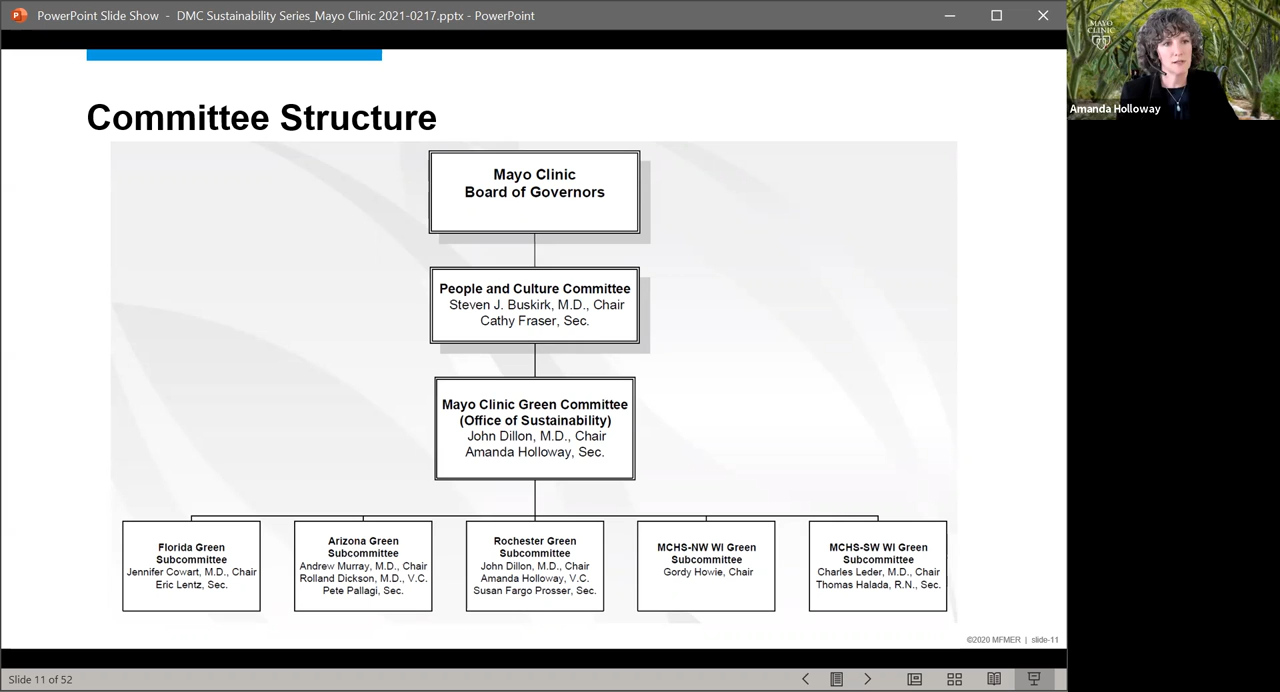 PowerPoint Slide Show - DMC Sustainability Series_Mayo Clinic 2021-0217.pptx - PowerPoint
MAYO
CLINIC
Amanda Holloway
Committee Structure
Mayo Clinic
Board of Governors
People and Culture Committee
Steven J. Buskirk, M.D., Chair
Cathy Fraser, Sec.
Mayo Clinic Green Committee
(Office of Sustainability)
John Dillon, M.D., Chair
Amanda Holloway, Sec.
Florida Green
Subcommittee
Jennifer Cowart, M.D., Chair
Eric Lentz, Sec.
Arizona Green
Subcommittee
Andrew Murray, M.D., Chair
Rolland Dickson, M.D., V.C.
Pete Pallagi, Sec.
Rochester Green
Subcommittee
John Dillon, M.D., Chair
Amanda Holloway, V.C.
Susan Fargo Prosser, Sec.
MCHS-NW WI Green
Subcommittee
Gordy Howie, Chair
MCHS-SW WI Green
Subcommittee
Charles Leder, M.D., Chair
Thomas Halada, R.N., Sec.
©2020 MFMER | slide-11
Slide 11 of 52